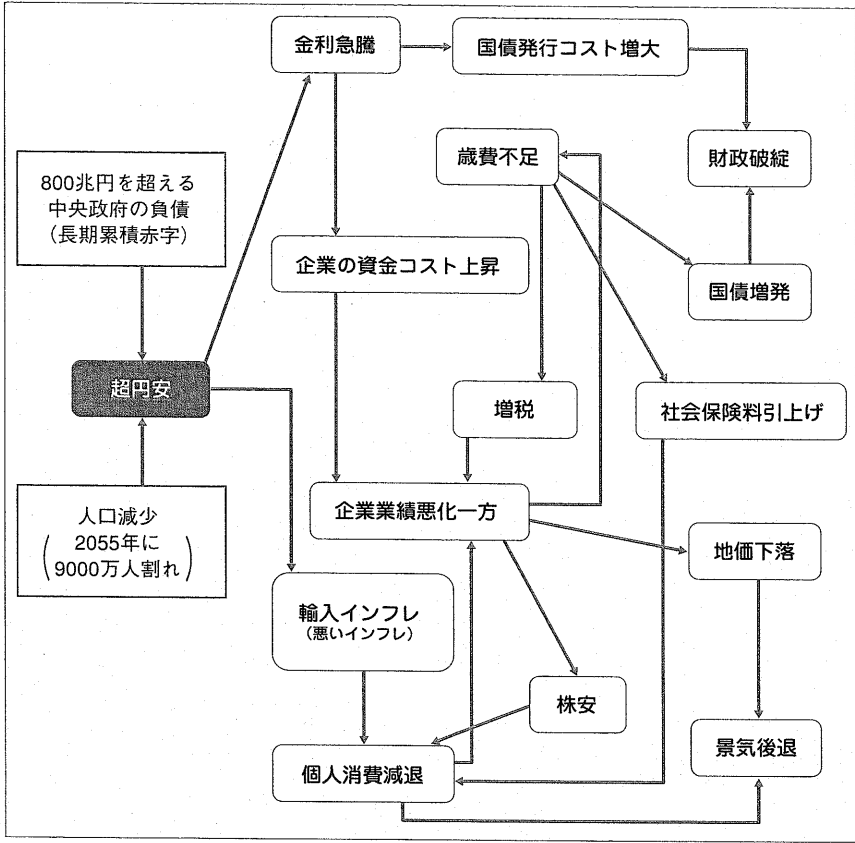 金利急騰
国債発行コスト増大
歳費不足
財政破綻
800兆円を超える
中央政府の負債
（長期累積赤字）
企業の資金コスト上昇
国債増発
超円安
増税
社会保険料引上げ
人口減少
（2055年に
9000万人割れ）
企業業績悪化一方
地価下落
輸入インフレ
（悪いインフレ）
株安
個人消費減退
景気後退